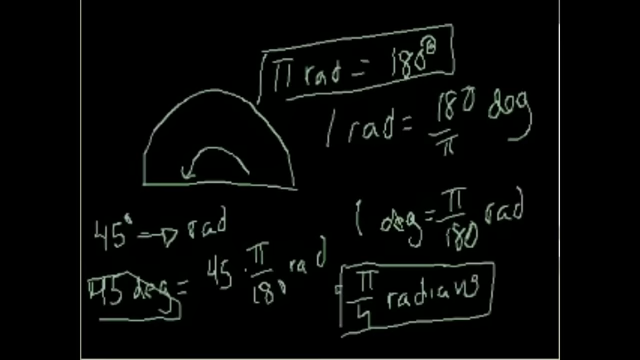 π rad = 180°
1 rad = 180/π deg
45° → rad
1 deg = π/180 rad
45 deg = 45 · π/180 rad
= π/4 radians